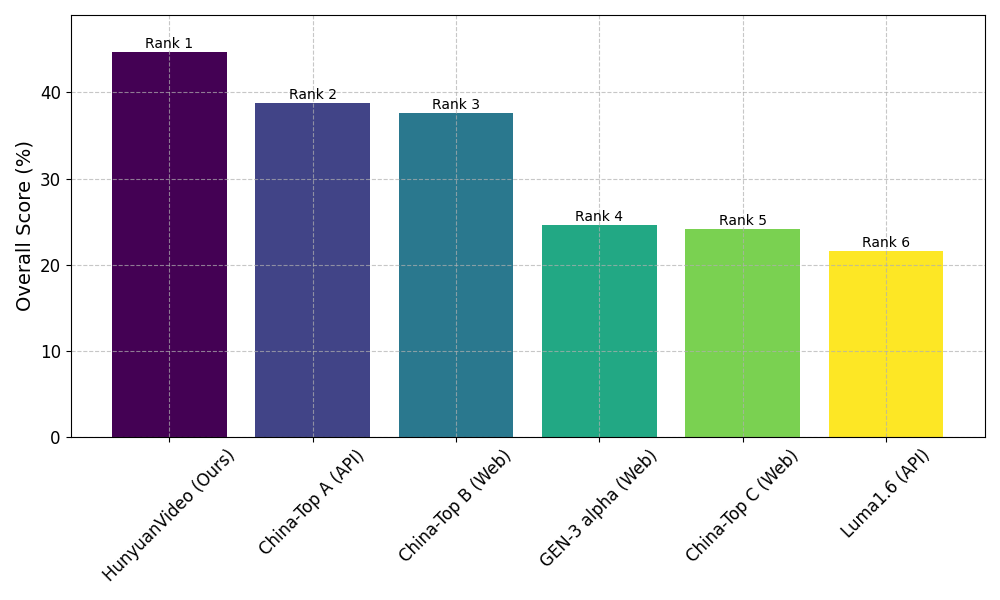 Overall Score (%)
40
30
20
10
0
Rank 1
Rank 2
Rank 3
Rank 4
Rank 5
Rank 6
HunyuanVideo (Ours)
China-Top A (API)
China-Top B (Web)
GEN-3 alpha (Web)
China-Top C (Web)
Luma1.6 (API)